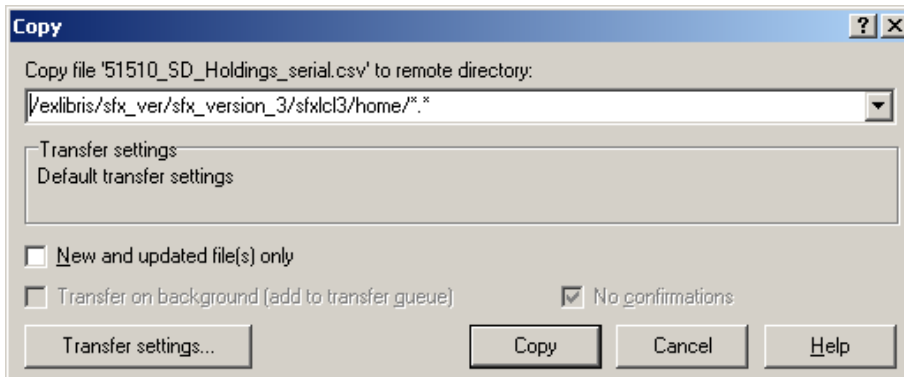 Copy
Copy file '51510_SD_Holdings_serial.csv' to remote directory:
/exlibris/sfx_ver/sfx_version_3/sfxlcl3/home/*.*
Transfer settings
Default transfer settings
New and updated file(s) only
Transfer on background (add to transfer queue) No confirmations
Transfer settings... Copy Cancel Help